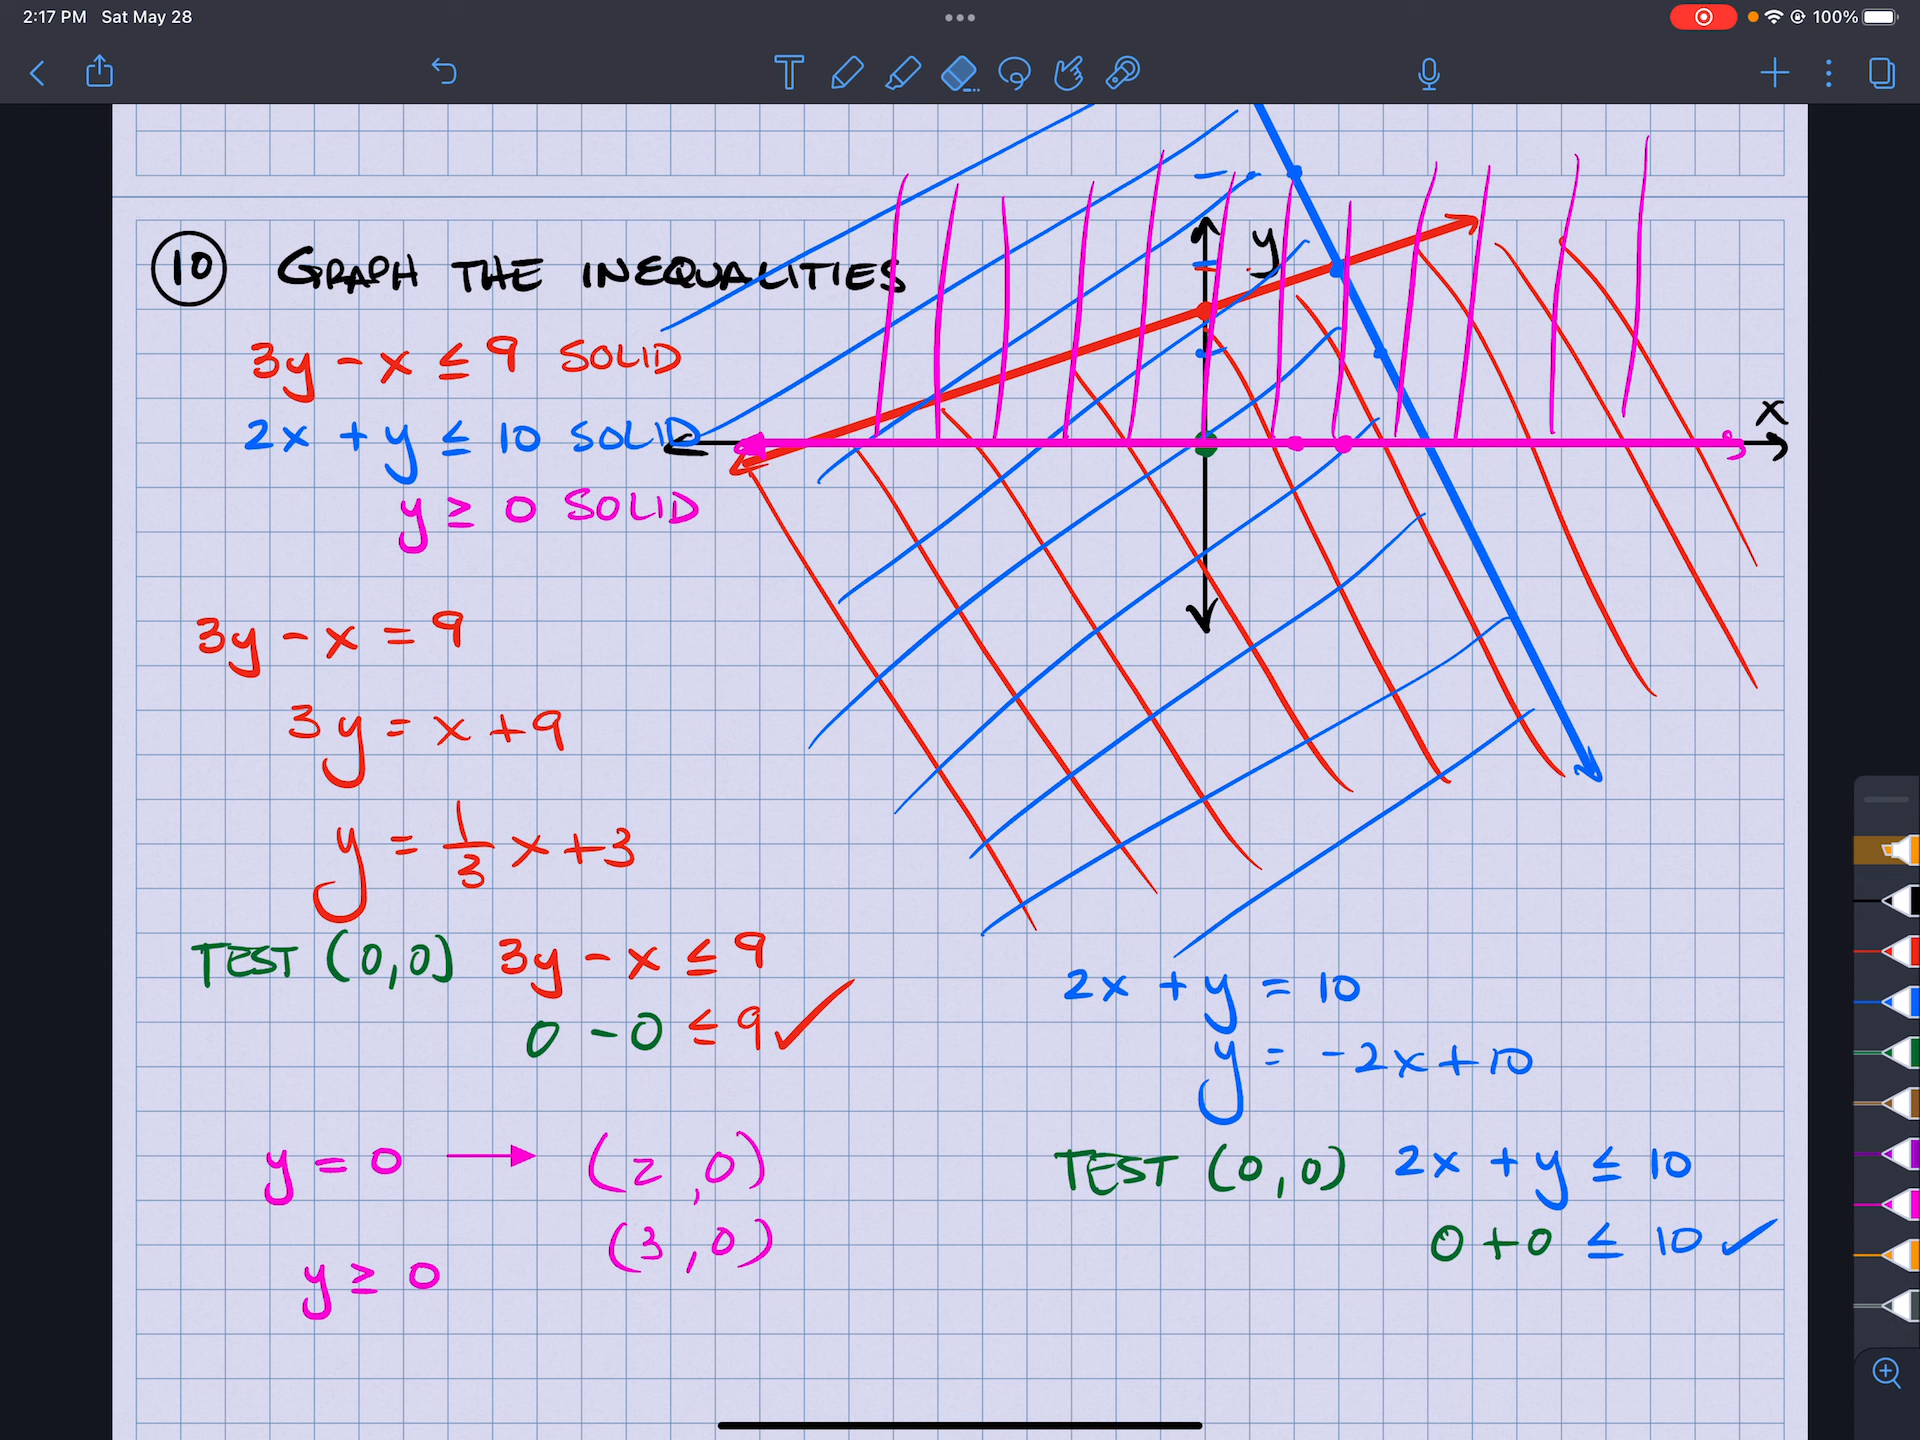 2:17 PM Sat May 28
100%
10 GRAPH THE INEQUALITIES
3y - x ≤ 9 SOLID
2x + y ≤ 10 SOLID
y ≥ 0 SOLID
y
x
3y - x = 9
3y = x + 9
y = 1/3 x + 3
TEST (0,0) 3y - x ≤ 9
0 - 0 ≤ 9 ✓
y = 0 → (2,0)
(3,0)
y ≥ 0
2x + y = 10
y = -2x + 10
TEST (0,0) 2x + y ≤ 10
0 + 0 ≤ 10 ✓